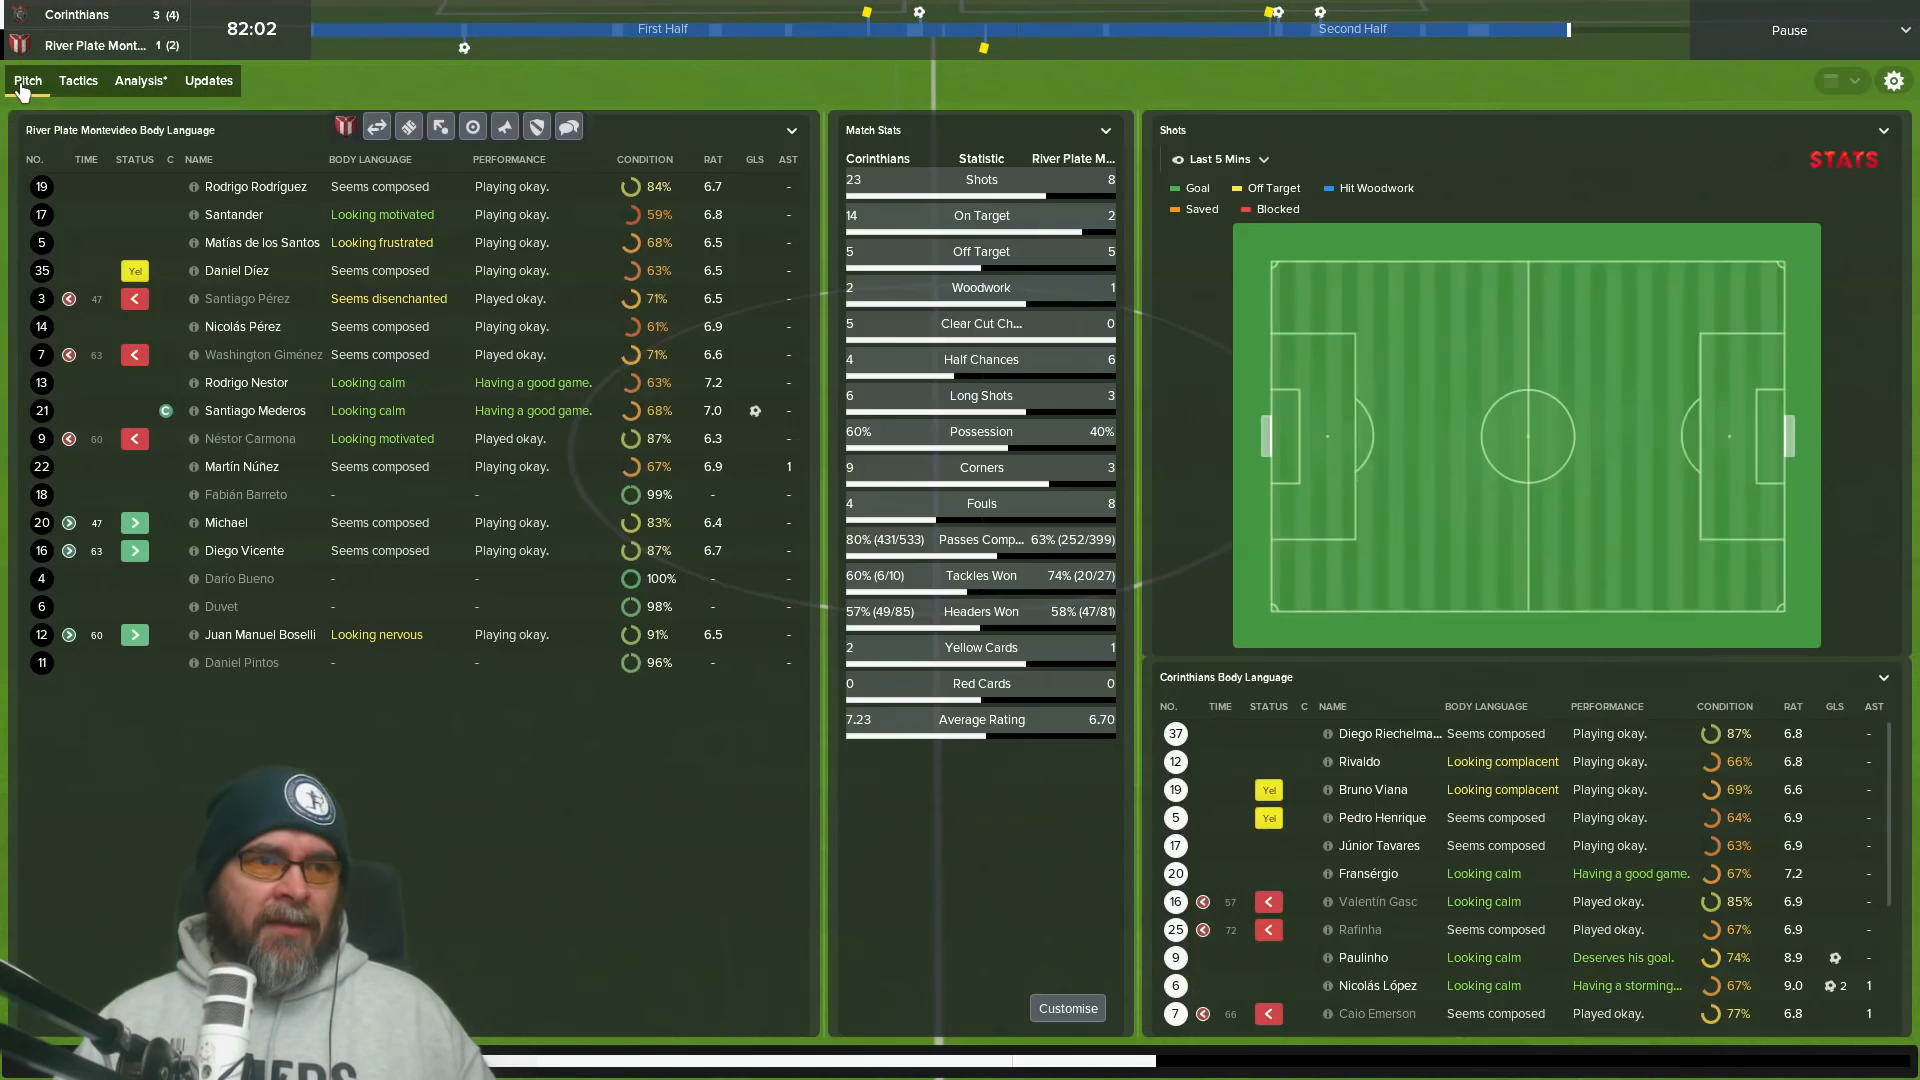 Corinthians 3 (4)
River Plate Mont... 1 (2)
82:02
First Half
Second Half
Pause
Pitch Tactics Analysis* Updates
River Plate Montevideo Body Language
NO. TIME STATUS C NAME BODY LANGUAGE PERFORMANCE CONDITION RAT GLS AST
19 Rodrigo Rodríguez Seems composed Playing okay. 84% 6.7 -
17 Santander Looking motivated Playing okay. 59% 6.8 -
5 Matías de los Santos Looking frustrated Playing okay. 68% 6.5 -
35 Yel Daniel Díez Seems composed Playing okay. 63% 6.5 -
3 47 Santiago Pérez Seems disenchanted Played okay. 71% 6.5 -
14 Nicolás Pérez Seems composed Playing okay. 61% 6.9 -
7 63 Washington Giménez Seems composed Played okay. 71% 6.6 -
13 Rodrigo Nestor Looking calm Having a good game. 63% 7.2 -
21 C Santiago Mederos Looking calm Having a good game. 68% 7.0 -
9 60 Néstor Carmona Looking motivated Played okay. 87% 6.3 -
22 Martín Núñez Seems composed Playing okay. 67% 6.9 1
18 Fabián Barreto - - 99% - -
20 47 Michael Seems composed Playing okay. 83% 6.4 -
16 63 Diego Vicente Seems composed Playing okay. 87% 6.7 -
4 Darío Bueno - - 100% - -
6 Duvet - - 98% - -
12 60 Juan Manuel Boselli Looking nervous Playing okay. 91% 6.5 -
11 Daniel Pintos - - 96% - -
Match Stats
Corinthians Statistic River Plate M...
23 Shots 8
14 On Target 2
5 Off Target 5
2 Woodwork 1
5 Clear Cut Ch... 0
4 Half Chances 6
6 Long Shots 3
60% Possession 40%
9 Corners 3
4 Fouls 8
80% (431/533) Passes Comp... 63% (252/399)
60% (6/10) Tackles Won 74% (20/27)
57% (49/85) Headers Won 58% (47/81)
2 Yellow Cards 1
0 Red Cards 0
7.23 Average Rating 6.70
Customise
Shots
Last 5 Mins
STATS
Goal Off Target Hit Woodwork
Saved Blocked
Corinthians Body Language
NO. TIME STATUS C NAME BODY LANGUAGE PERFORMANCE CONDITION RAT GLS AST
37 Diego Riechelma... Seems composed Playing okay. 87% 6.8 -
12 Rivaldo Looking complacent Playing okay. 66% 6.8 -
19 Yel Bruno Viana Looking complacent Playing okay. 69% 6.6 -
5 Yel Pedro Henrique Seems composed Playing okay. 64% 6.9 -
17 Júnior Tavares Seems composed Playing okay. 63% 6.9 -
20 Fransérgio Looking calm Having a good game. 67% 7.2 -
16 57 Valentín Gasc Looking calm Played okay. 85% 6.9 -
25 72 Rafinha Seems composed Played okay. 67% 6.9 -
9 Paulinho Looking calm Deserves his goal. 74% 8.9 -
6 Nicolás López Looking calm Having a storming... 67% 9.0 2 1
7 66 Caio Emerson Seems composed Played okay. 77% 6.8 1